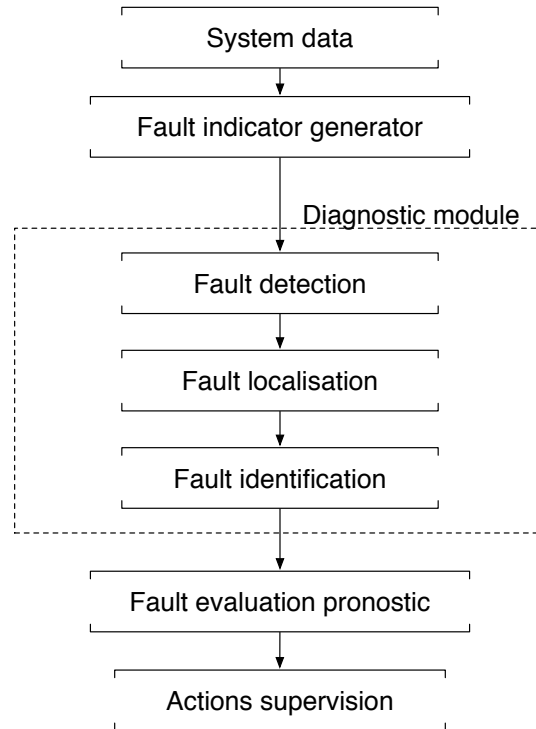 System data
Fault indicator generator
Diagnostic module
Fault detection
Fault localisation
Fault identification
Fault evaluation pronostic
Actions supervision